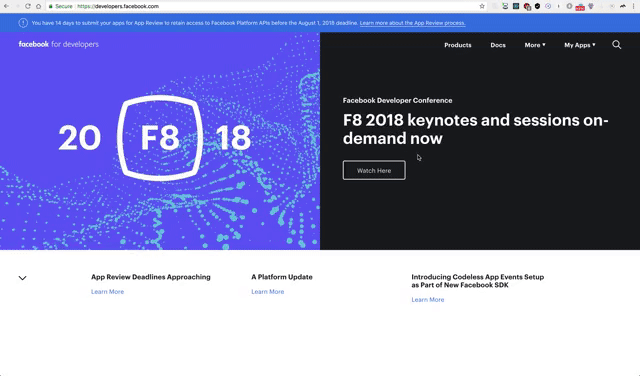 Secure
https://developers.facebook.com
You have 14 days to submit your apps for App Review to retain access to Facebook Platform APIs before the August 1, 2018 deadline. Learn more about the App Review process.
facebook for developers
Products Docs More My Apps
20 F8 18
Facebook Developer Conference
F8 2018 keynotes and sessions on-
demand now
Watch Here
App Review Deadlines Approaching
Learn More
A Platform Update
Learn More
Introducing Codeless App Events Setup
as Part of New Facebook SDK
Learn More